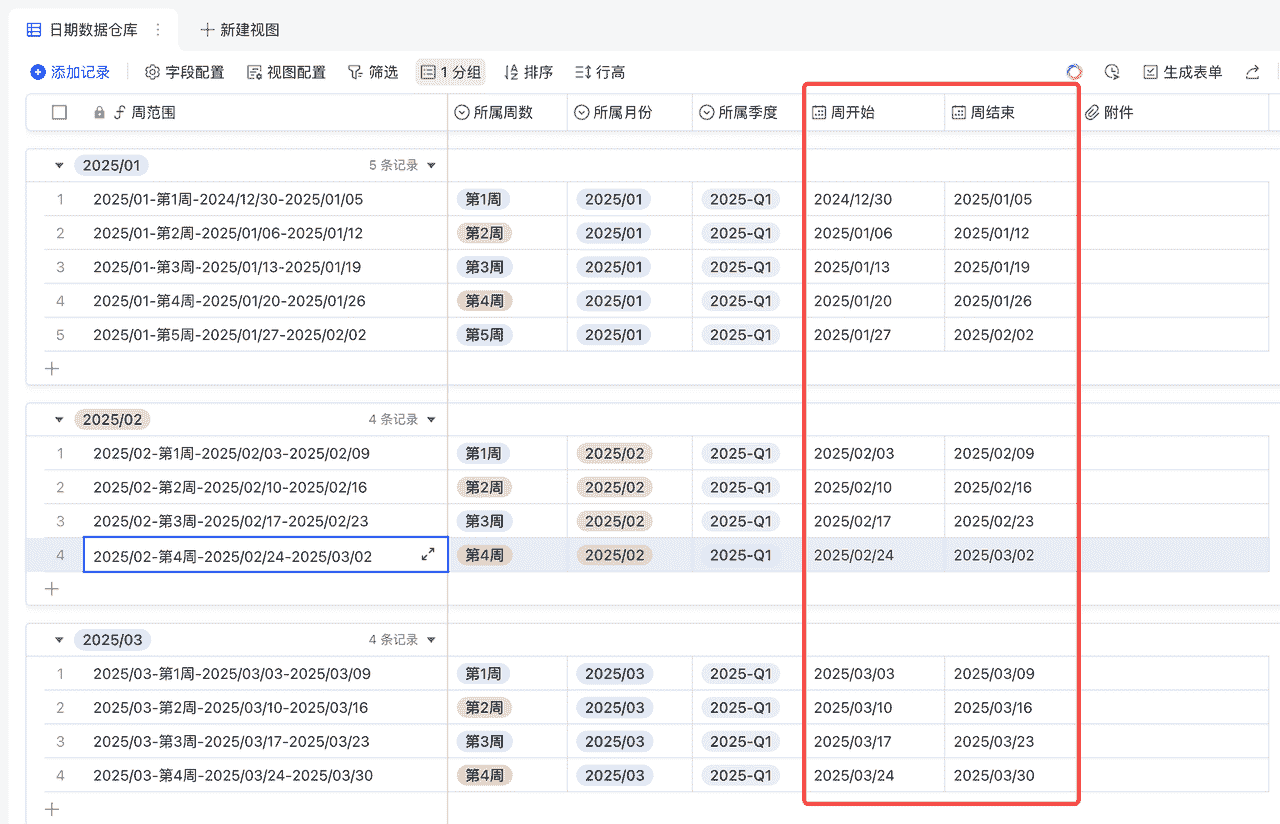 日期数据仓库 新建视图
添加记录 字段配置 视图配置 筛选 1 分组 排序 行高 生成表单
周范围 所属周数 所属月份 所属季度 周开始 周结束 附件
2025/01 5 条记录
1 2025/01-第1周-2024/12/30-2025/01/05 第1周 2025/01 2025-Q1 2024/12/30 2025/01/05
2 2025/01-第2周-2025/01/06-2025/01/12 第2周 2025/01 2025-Q1 2025/01/06 2025/01/12
3 2025/01-第3周-2025/01/13-2025/01/19 第3周 2025/01 2025-Q1 2025/01/13 2025/01/19
4 2025/01-第4周-2025/01/20-2025/01/26 第4周 2025/01 2025-Q1 2025/01/20 2025/01/26
5 2025/01-第5周-2025/01/27-2025/02/02 第5周 2025/01 2025-Q1 2025/01/27 2025/02/02
2025/02 4 条记录
1 2025/02-第1周-2025/02/03-2025/02/09 第1周 2025/02 2025-Q1 2025/02/03 2025/02/09
2 2025/02-第2周-2025/02/10-2025/02/16 第2周 2025/02 2025-Q1 2025/02/10 2025/02/16
3 2025/02-第3周-2025/02/17-2025/02/23 第3周 2025/02 2025-Q1 2025/02/17 2025/02/23
4 2025/02-第4周-2025/02/24-2025/03/02 第4周 2025/02 2025-Q1 2025/02/24 2025/03/02
2025/03 4 条记录
1 2025/03-第1周-2025/03/03-2025/03/09 第1周 2025/03 2025-Q1 2025/03/03 2025/03/09
2 2025/03-第2周-2025/03/10-2025/03/16 第2周 2025/03 2025-Q1 2025/03/10 2025/03/16
3 2025/03-第3周-2025/03/17-2025/03/23 第3周 2025/03 2025-Q1 2025/03/17 2025/03/23
4 2025/03-第4周-2025/03/24-2025/03/30 第4周 2025/03 2025-Q1 2025/03/24 2025/03/30